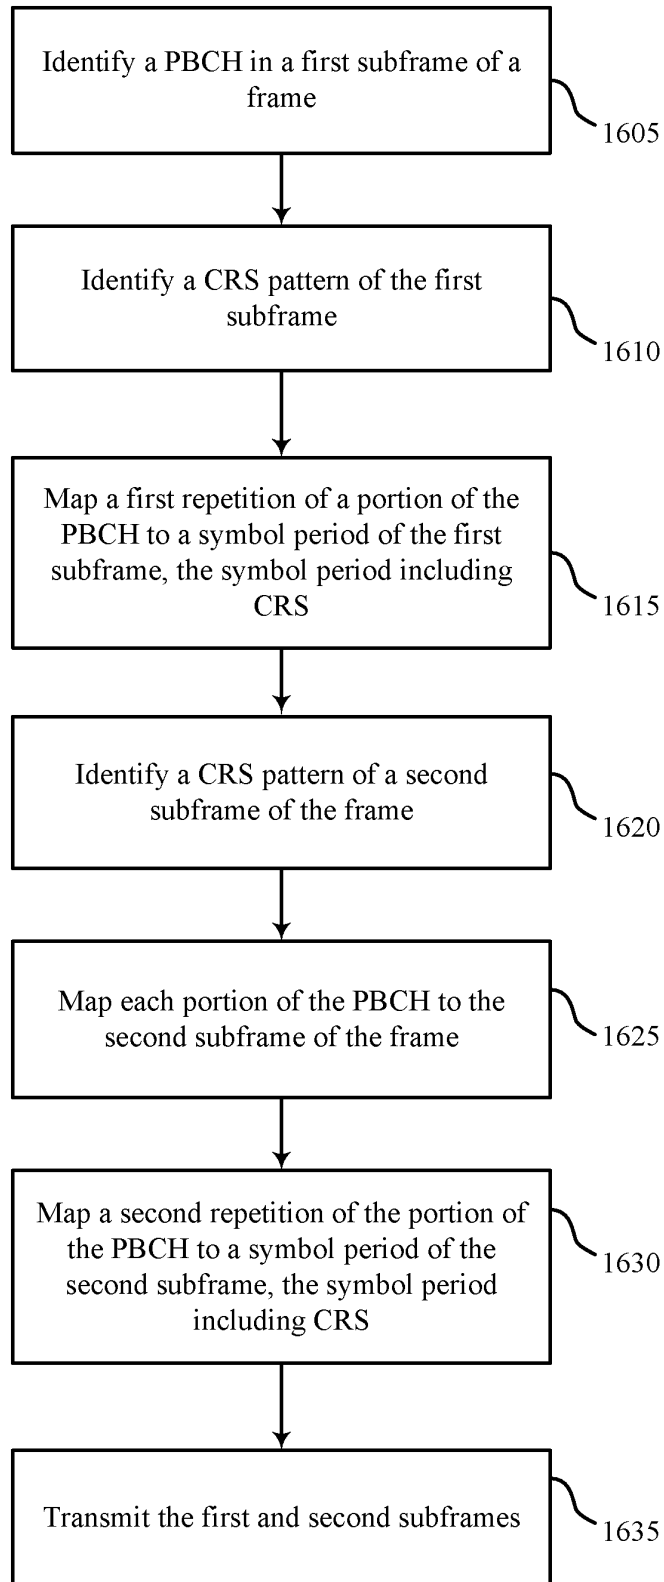 Identify a PBCH in a first subframe of a
frame
1605
Identify a CRS pattern of the first
subframe
1610
Map a first repetition of a portion of the
PBCH to a symbol period of the first
subframe, the symbol period including
CRS
1615
Identify a CRS pattern of a second
subframe of the frame
1620
Map each portion of the PBCH to the
second subframe of the frame
1625
Map a second repetition of the portion of
the PBCH to a symbol period of the
second subframe, the symbol period
including CRS
1630
Transmit the first and second subframes
1635